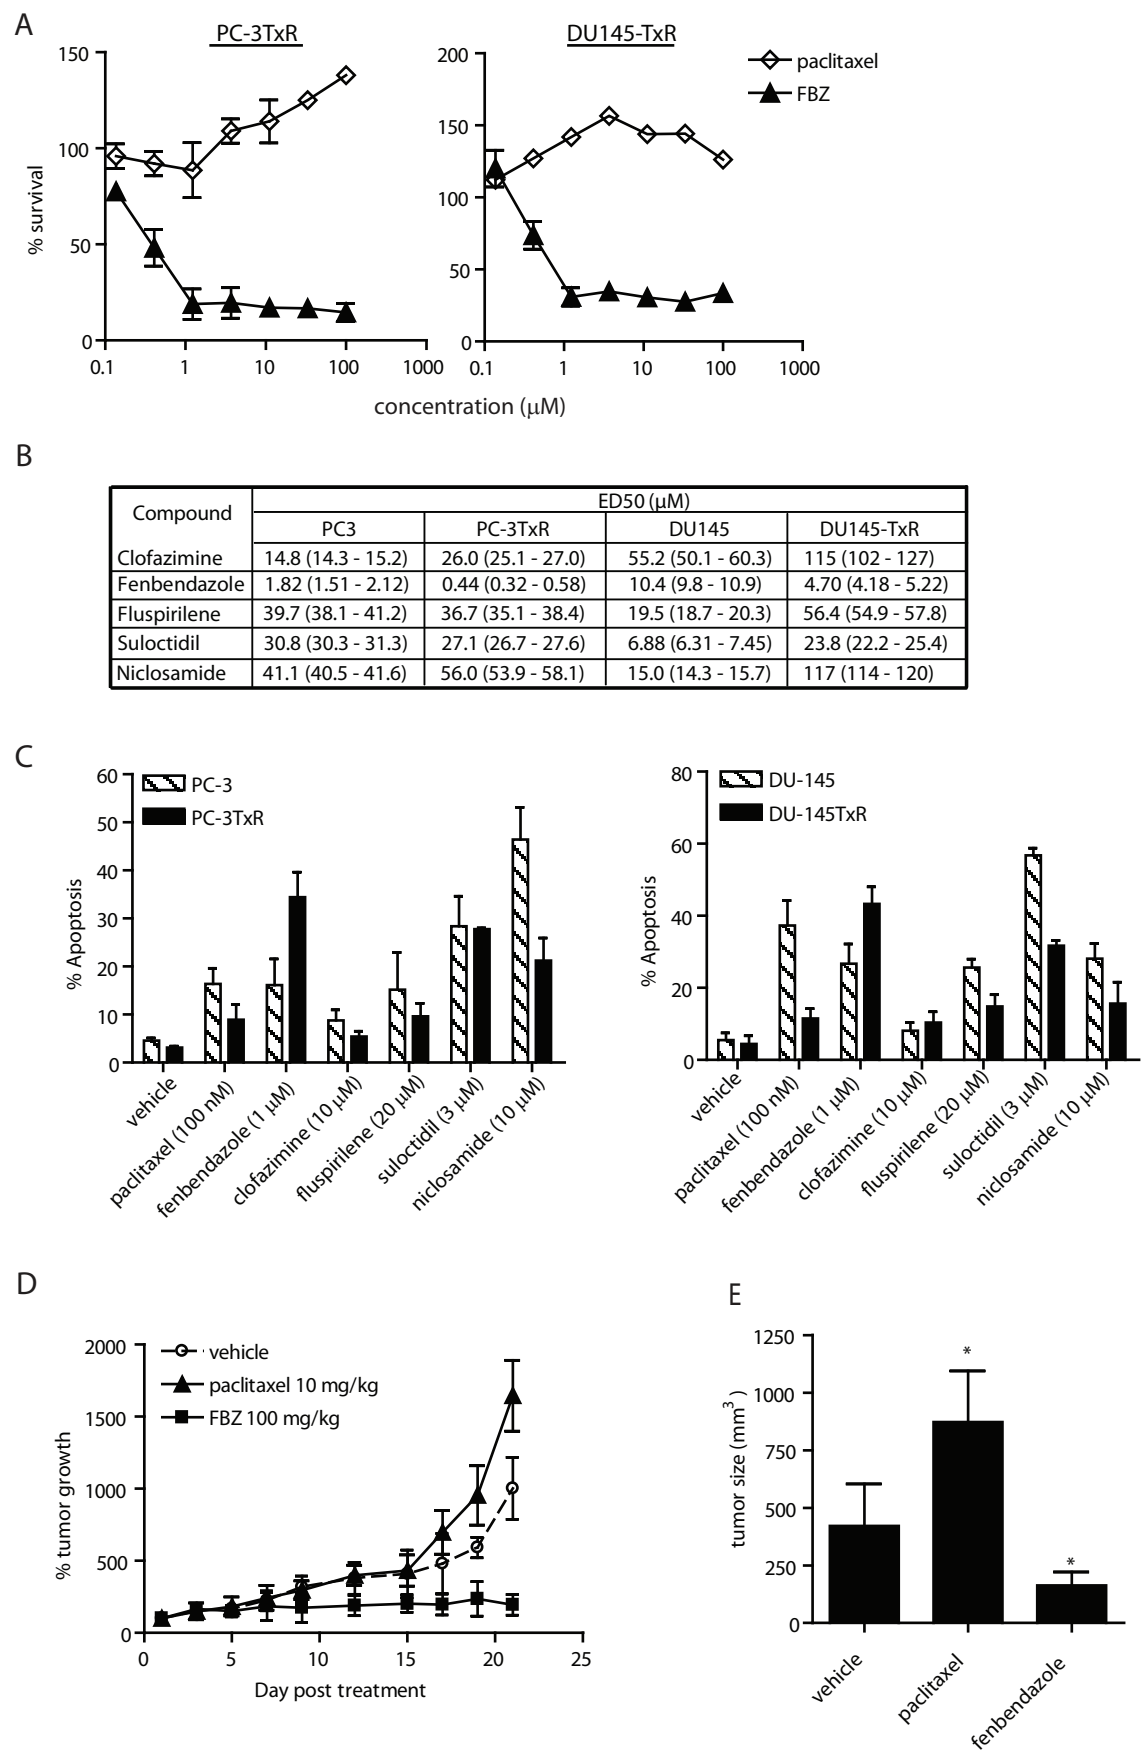 A
PC-3TxR
DU145-TxR
paclitaxel
FBZ
% survival
150
100
50
0
0.1 1 10 100 1000
200
150
100
50
0
0.1 1 10 100 1000
concentration (μM)
B
Compound
ED50 (μM)
PC3 PC-3TxR DU145 DU145-TxR
Clofazimine 14.8 (14.3 - 15.2) 26.0 (25.1 - 27.0) 55.2 (50.1 - 60.3) 115 (102 - 127)
Fenbendazole 1.82 (1.51 - 2.12) 0.44 (0.32 - 0.58) 10.4 (9.8 - 10.9) 4.70 (4.18 - 5.22)
Fluspirilene 39.7 (38.1 - 41.2) 36.7 (35.1 - 38.4) 19.5 (18.7 - 20.3) 56.4 (54.9 - 57.8)
Suloctidil 30.8 (30.3 - 31.3) 27.1 (26.7 - 27.6) 6.88 (6.31 - 7.45) 23.8 (22.2 - 25.4)
Niclosamide 41.1 (40.5 - 41.6) 56.0 (53.9 - 58.1) 15.0 (14.3 - 15.7) 117 (114 - 120)
C
PC-3
PC-3TxR
% Apoptosis
60
50
40
30
20
10
0
vehicle
paclitaxel (100 nM)
fenbendazole (1 μM)
clofazimine (10 μM)
fluspirilene (20 μM)
suloctidil (3 μM)
niclosamide (10 μM)
DU-145
DU-145TxR
% Apoptosis
80
60
40
20
0
vehicle
paclitaxel (100 nM)
fenbendazole (1 μM)
clofazimine (10 μM)
fluspirilene (20 μM)
suloctidil (3 μM)
niclosamide (10 μM)
D
vehicle
paclitaxel 10 mg/kg
FBZ 100 mg/kg
% tumor growth
2000
1500
1000
500
0
0 5 10 15 20 25
Day post treatment
E
tumor size (mm³)
1250
1000
750
500
250
0
*
*
vehicle
paclitaxel
fenbendazole